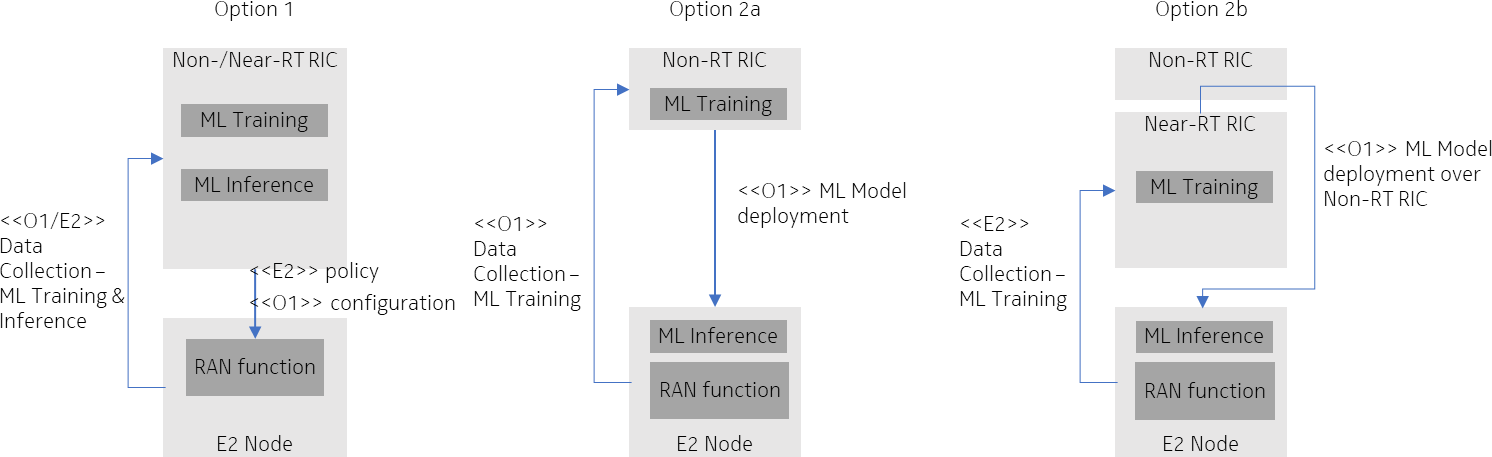 Option 1
Non-/Near-RT RIC
ML Training
ML Inference
<<O1/E2>>
Data
Collection –
ML Training &
Inference
<<E2>> policy
<<O1>> configuration
RAN function
E2 Node
Option 2a
Non-RT RIC
ML Training
<<O1>> ML Model
deployment
<<O1>>
Data
Collection –
ML Training
ML Inference
RAN function
E2 Node
Option 2b
Non-RT RIC
Near-RT RIC
ML Training
<<O1>> ML Model
deployment over
Non-RT RIC
<<E2>>
Data
Collection –
ML Training
ML Inference
RAN function
E2 Node